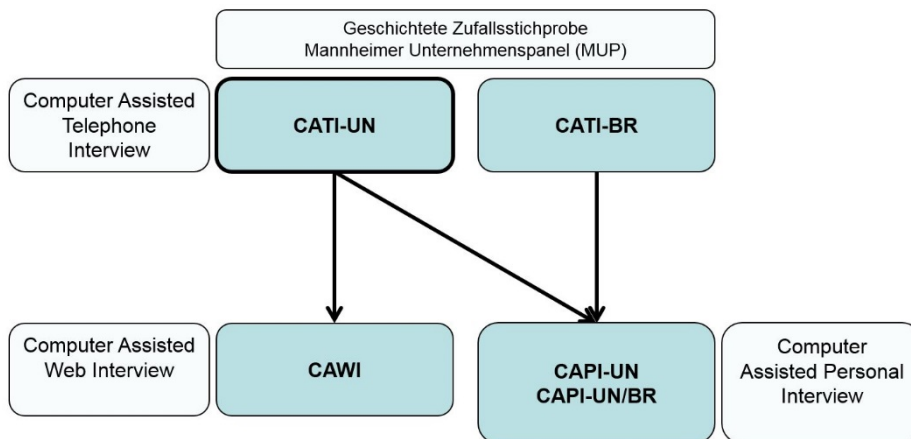 Geschichtete Zufallsstichprobe
Mannheimer Unternehmenspanel (MUP)
Computer Assisted
Telephone
Interview
CATI-UN
CATI-BR
Computer Assisted
Web Interview
CAWI
CAPI-UN
CAPI-UN/BR
Computer
Assisted Personal
Interview